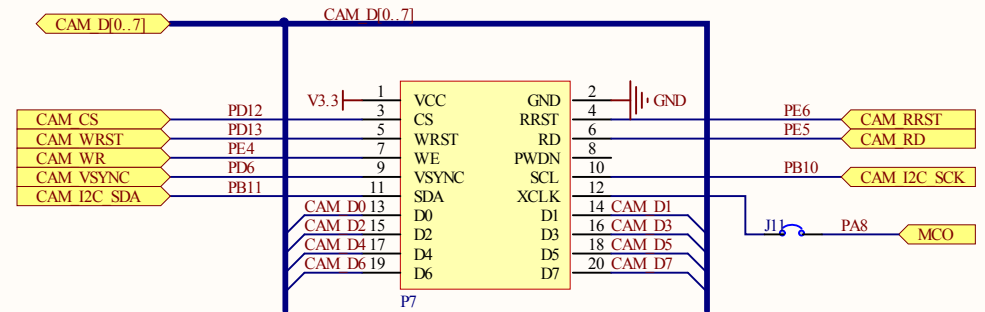 CAM_D[0..7] CAM_D[0..7]
V3.3 1 VCC GND 2 GND
CAM_CS PD12 3 CS RRST 4 PE6 CAM_RRST
CAM_WRST PD13 5 WRST RD 6 PE5 CAM_RD
CAM_WR PE4 7 WE PWDN 8
CAM_VSYNC PD6 9 VSYNC SCL 10 PB10 CAM_I2C_SCK
CAM_I2C_SDA PB11 11 SDA XCLK 12
CAM_D0 13 D0 D1 14 CAM_D1
CAM_D2 15 D2 D3 16 CAM_D3 J11 PA8 MCO
CAM_D4 17 D4 D5 18 CAM_D5
CAM_D6 19 D6 D7 20 CAM_D7
P7